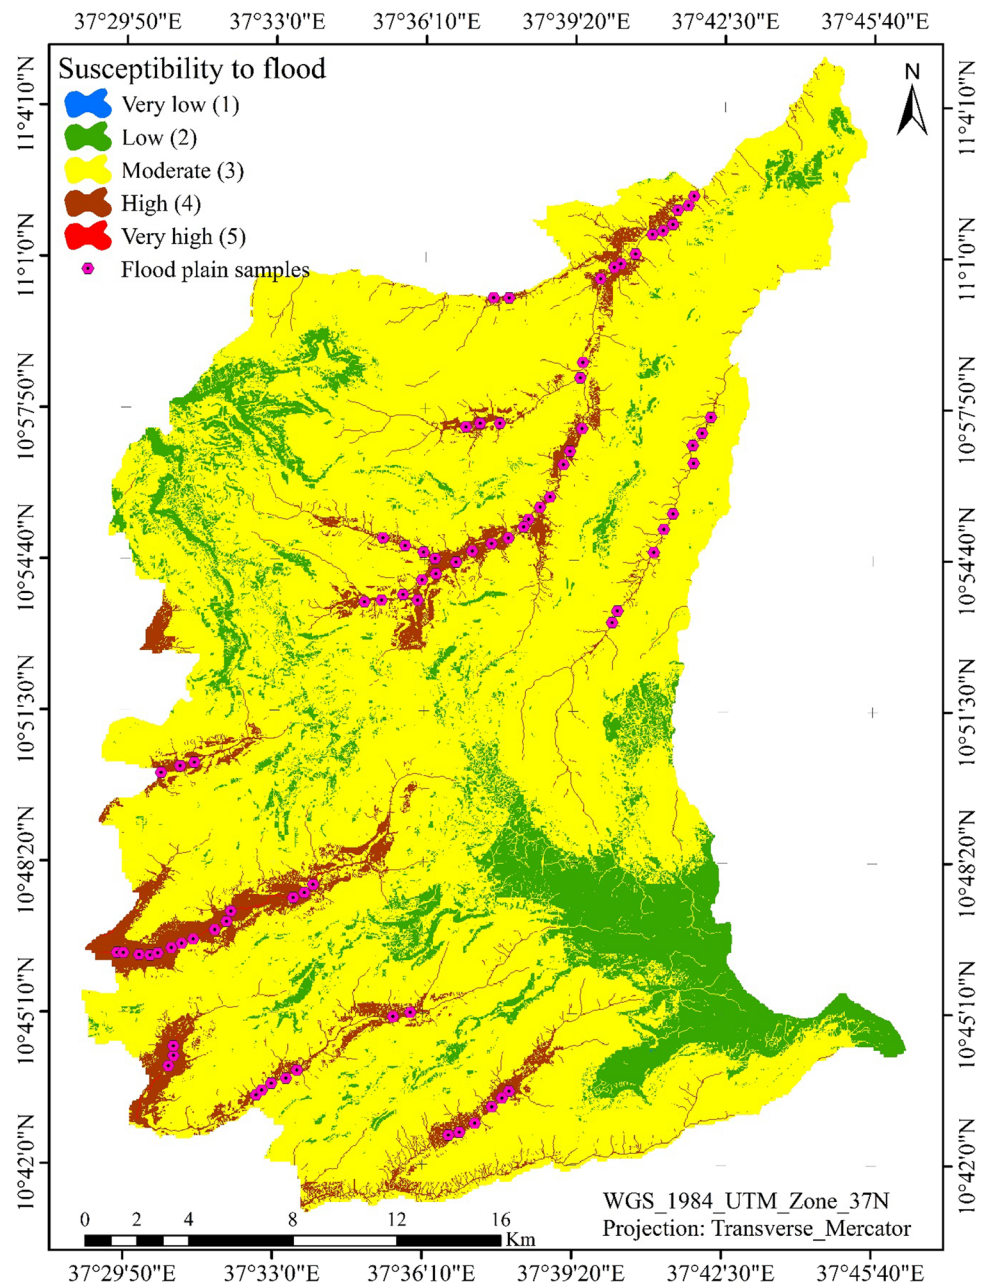 37°29'50"E 37°33'0"E 37°36'10"E 37°39'20"E 37°42'30"E 37°45'40"E
Susceptibility to flood
Very low (1)
Low (2)
Moderate (3)
High (4)
Very high (5)
Flood plain samples
N
11°4'10"N
11°1'0"N
10°57'50"N
10°54'40"N
10°51'30"N
10°48'20"N
10°45'10"N
10°42'0"N
11°4'10"N
11°1'0"N
10°57'50"N
10°54'40"N
10°51'30"N
10°48'20"N
10°45'10"N
10°42'0"N
WGS_1984_UTM_Zone_37N
Projection: Transverse_Mercator
0 2 4 8 12 16
Km
37°29'50"E 37°33'0"E 37°36'10"E 37°39'20"E 37°42'30"E 37°45'40"E